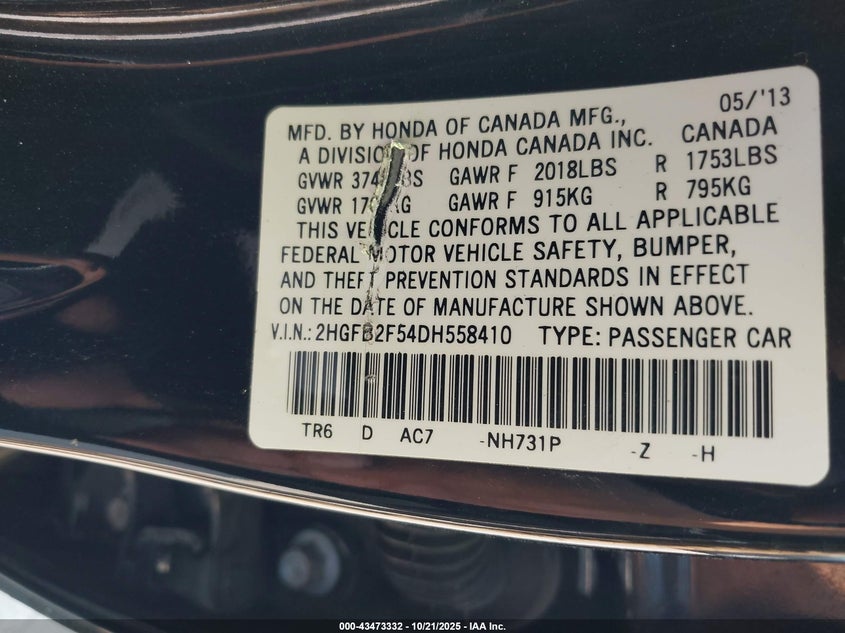 05/'13
MFD. BY HONDA OF CANADA MFG.,
A DIVISION OF HONDA CANADA INC. CANADA
GVWR GAWR F 2018LBS R 1753LBS
GVWR GAWR F 915KG R 795KG
THIS VEHICLE CONFORMS TO ALL APPLICABLE
FEDERAL MOTOR VEHICLE SAFETY, BUMPER,
AND THEFT PREVENTION STANDARDS IN EFFECT
ON THE DATE OF MANUFACTURE SHOWN ABOVE.
V.I.N.: 2HGFB2F54DH558410 TYPE: PASSENGER CAR
TR6 D AC7 -NH731P -Z -H
000-43473332 | 10/21/2025 | IAA Inc.